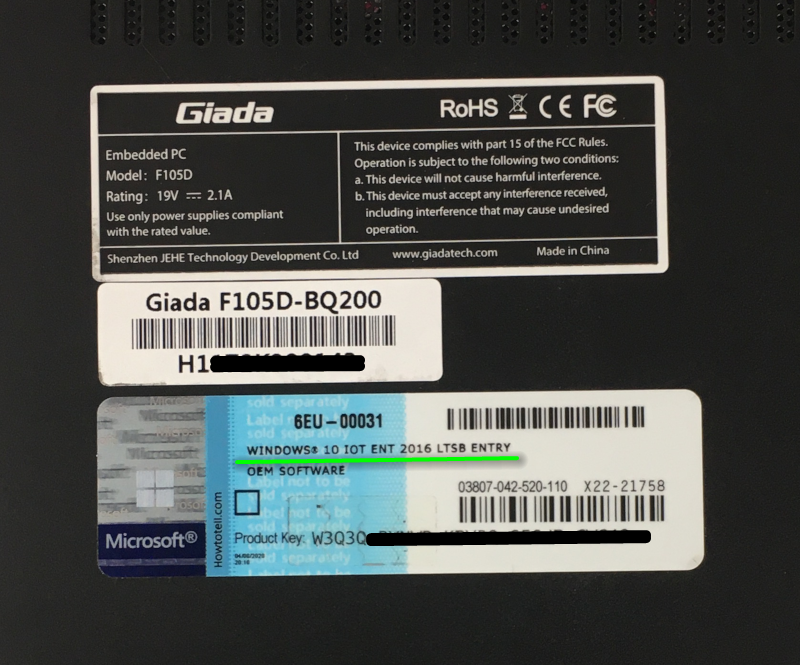 Giada
RoHS CE FC
Embedded PC
Model: F105D
Rating: 19V 2.1A
Use only power supplies compliant
with the rated value.
This device complies with part 15 of the FCC Rules.
Operation is subject to the following two conditions:
a. This device will not cause harmful interference.
b. This device must accept any interference received,
including interference that may cause undesired
operation.
Shenzhen JEHE Technology Development Co. Ltd www.giadatech.com Made in China
Giada F105D-BQ200
H1
sold separately
6EU-00031
WINDOWS® 10 IOT ENT 2016 LTSB ENTRY
OEM SOFTWARE
Label not to be
sold separately
03807-042-520-110 X22-21758
Product Key: W3Q3Q
Microsoft®
Howtotell.com
sold separately
Label not to be